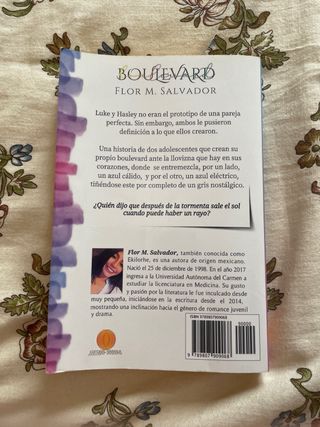 BOULEVARD
FLOR M. SALVADOR
Luke y Hasley no eran el prototipo de una pareja
perfecta. Sin embargo, ambos le pusieron
definición a lo que ellos crearon.
Una historia de dos adolescentes que crean su
propio boulevard ante la llovizna que hay en sus
corazones, donde se entremezcla, por un lado,
un azul cálido, y por el otro, un azul eléctrico,
tiñéndose este por completo de un gris nostálgico.
¿Quién dijo que después de la tormenta sale el sol
cuando puede haber un rayo?
Flor M. Salvador, también conocida como
Ekilorhe, es una autora de origen mexicano.
Nació el 25 de diciembre de 1998. En el año 2017
ingresa a la Universidad Autónoma del Carmen a
estudiar la licenciatura en Medicina. Su gusto
y pasión por la literatura le fue inculcado desde
muy pequeña, iniciándose en la escritura desde el 2014,
mostrando una inclinación hacia el género de romance juvenil
y drama.
ISBN 9789807909068
90000
9 789807 909068